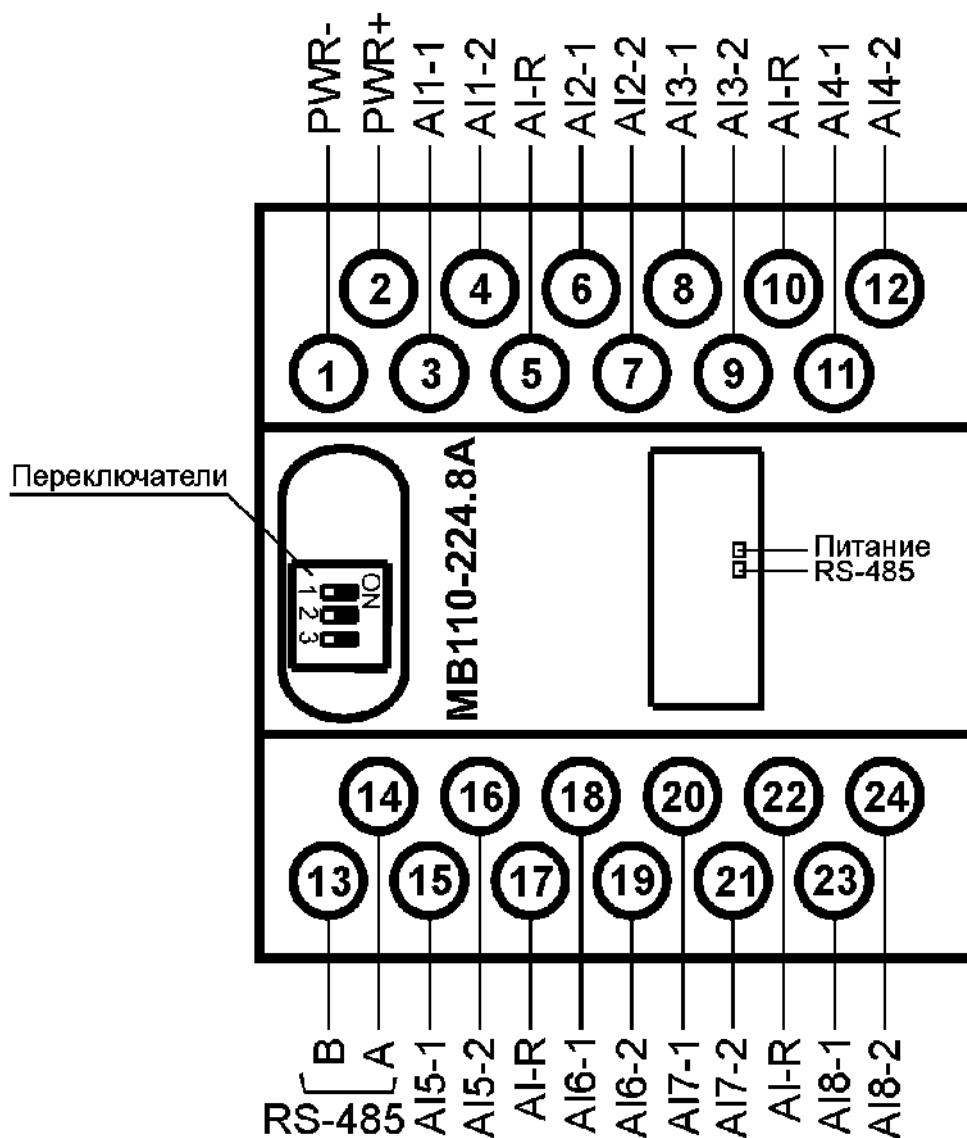 PWR-
PWR+
AI1-1
AI1-2
AI-R
AI2-1
AI2-2
AI3-1
AI3-2
AI-R
AI4-1
AI4-2
2
4
6
8
10
12
1
3
5
7
9
11
Переключатели
ON
1
2
3
МВ110-224.8А
Питание
RS-485
14
16
18
20
22
24
13
15
17
19
21
23
B
A
RS-485
AI5-1
AI5-2
AI-R
AI6-1
AI6-2
AI7-1
AI7-2
AI-R
AI8-1
AI8-2